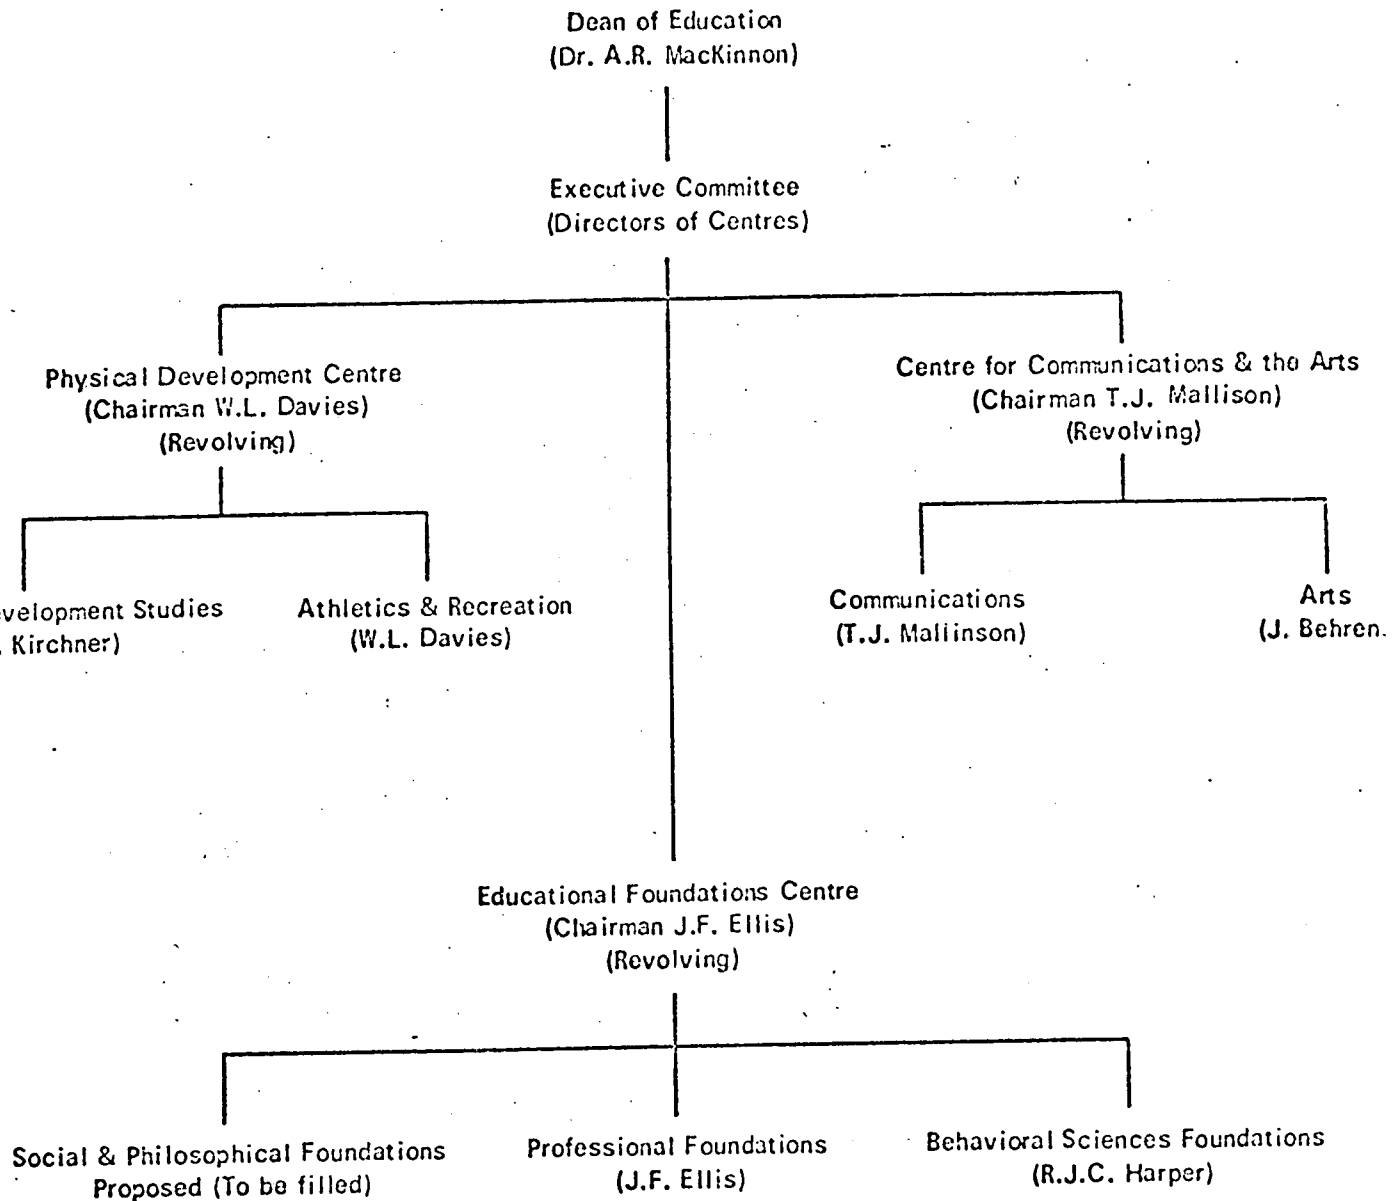 Dean of Education
(Dr. A.R. MacKinnon)
Executive Committee
(Directors of Centres)
Physical Development Centre
(Chairman W.L. Davies)
(Revolving)
Centre for Communications & the Arts
(Chairman T.J. Mallison)
(Revolving)
evelopment Studies
. Kirchner)
Athletics & Recreation
(W.L. Davies)
Communications
(T.J. Mallinson)
Arts
(J. Behren
Educational Foundations Centre
(Chairman J.F. Ellis)
(Revolving)
Social & Philosophical Foundations
Proposed (To be filled)
Professional Foundations
(J.F. Ellis)
Behavioral Sciences Foundations
(R.J.C. Harper)